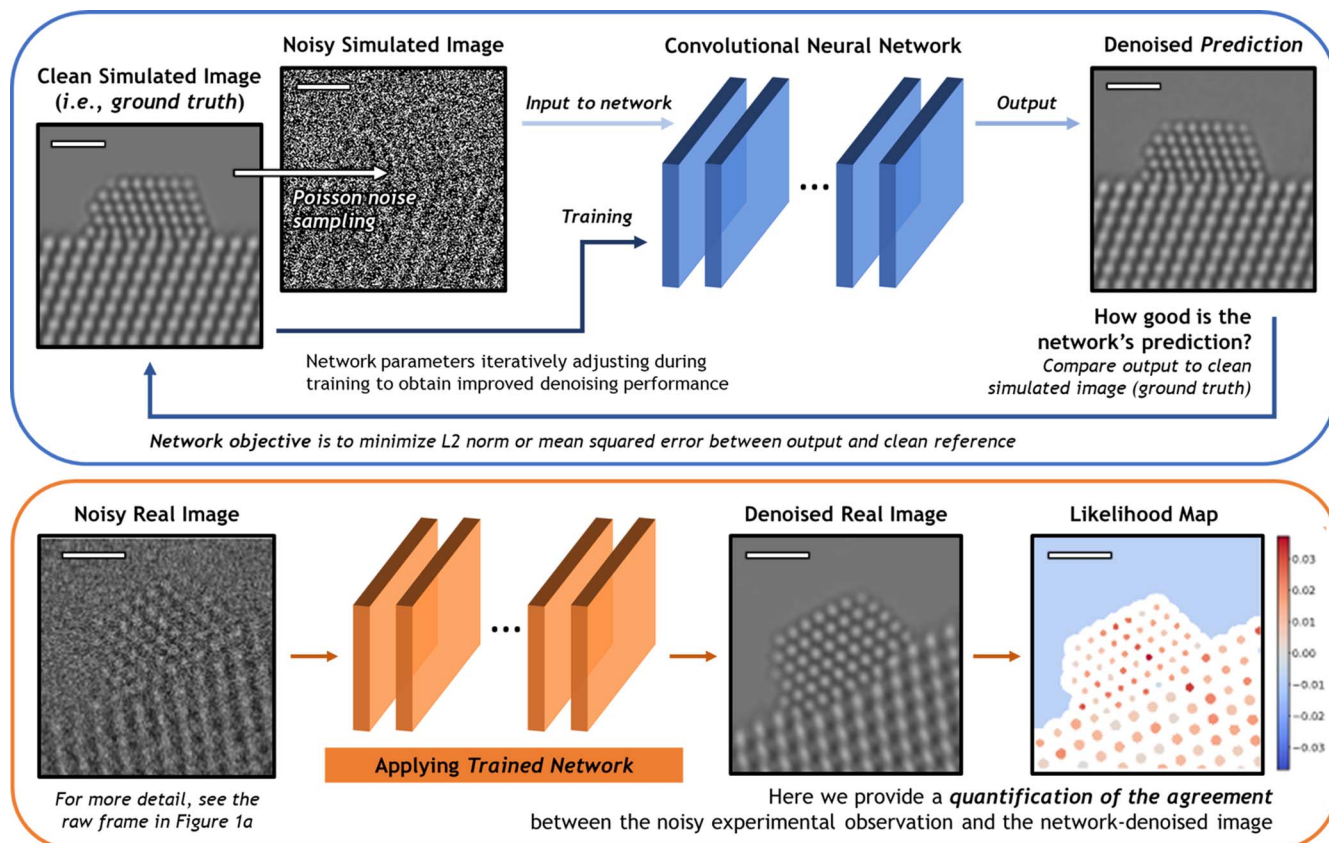 Noisy Simulated Image
Clean Simulated Image
(i.e., ground truth)
Poisson noise
sampling
Input to network
Convolutional Neural Network
...
Output
Denoised Prediction
Training
Network parameters iteratively adjusting during
training to obtain improved denoising performance
How good is the
network's prediction?
Compare output to clean
simulated image (ground truth)
Network objective is to minimize L2 norm or mean squared error between output and clean reference
Noisy Real Image
For more detail, see the
raw frame in Figure 1a
...
Applying Trained Network
Denoised Real Image
Likelihood Map
0.03
0.02
0.01
0.00
−0.01
−0.02
−0.03
Here we provide a quantification of the agreement
between the noisy experimental observation and the network-denoised image